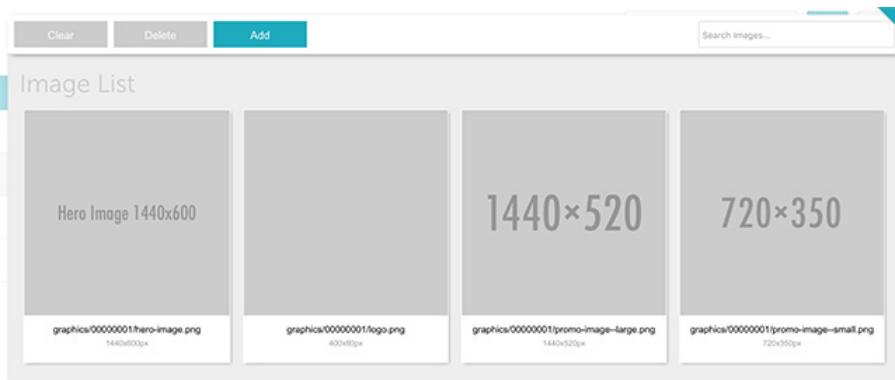 Clear
Delete
Add
Search Images...
Image List
Hero Image 1440x600
1440×520
720×350
graphics/00000001/hero-image.png
1440x600px
graphics/00000001/logo.png
400x80px
graphics/00000001/promo-image--large.png
1440x520px
graphics/00000001/promo-image--small.png
720x350px